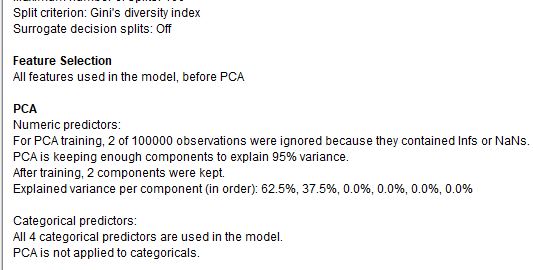 Split criterion: Gini's diversity index
Surrogate decision splits: Off
Feature Selection
All features used in the model, before PCA
PCA
Numeric predictors:
For PCA training, 2 of 100000 observations were ignored because they contained Infs or NaNs.
PCA is keeping enough components to explain 95% variance.
After training, 2 components were kept.
Explained variance per component (in order): 62.5%, 37.5%, 0.0%, 0.0%, 0.0%, 0.0%
Categorical predictors:
All 4 categorical predictors are used in the model.
PCA is not applied to categoricals.